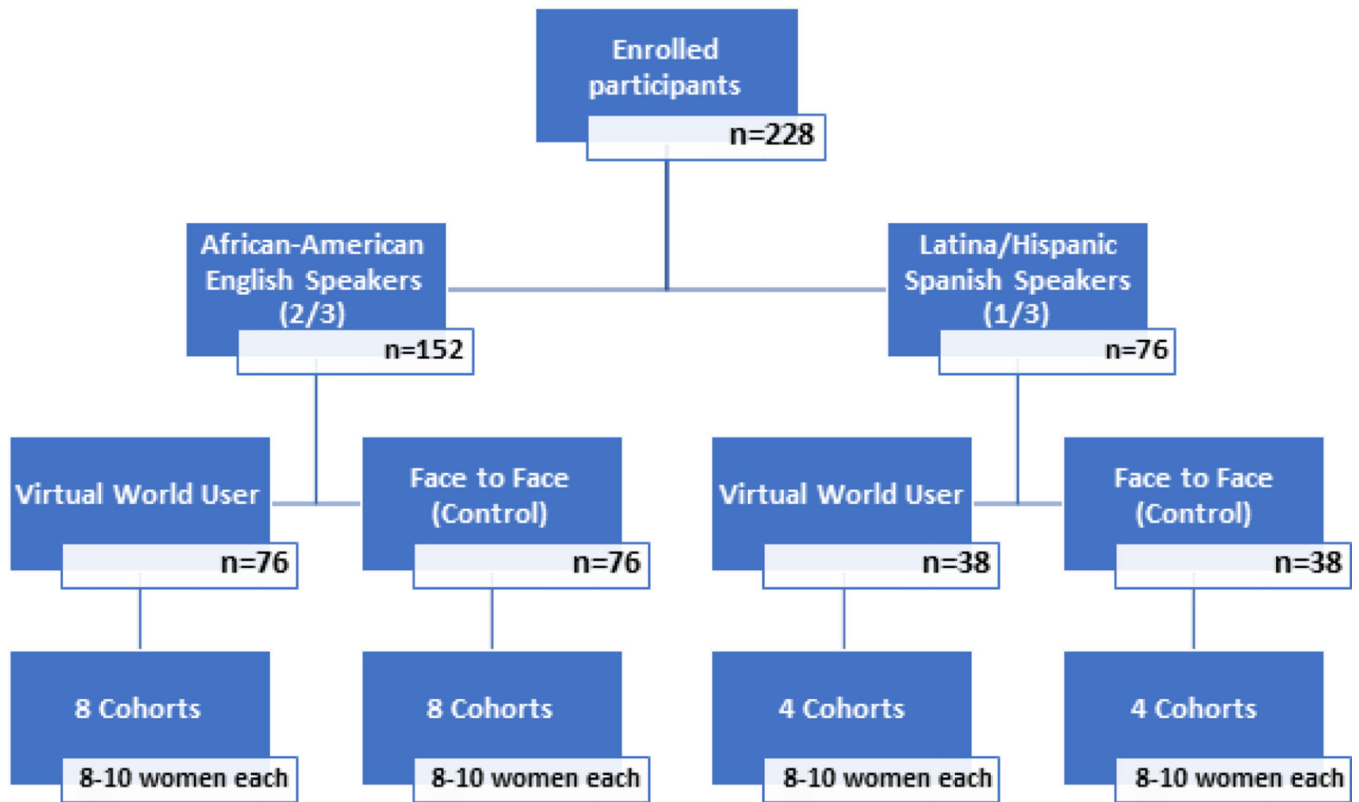 Enrolled
participants
n=228
African-American
English Speakers
(2/3)
n=152
Latina/Hispanic
Spanish Speakers
(1/3)
n=76
Virtual World User
n=76
Face to Face
(Control)
n=76
Virtual World User
n=38
Face to Face
(Control)
n=38
8 Cohorts
8-10 women each
8 Cohorts
8-10 women each
4 Cohorts
8-10 women each
4 Cohorts
8-10 women each